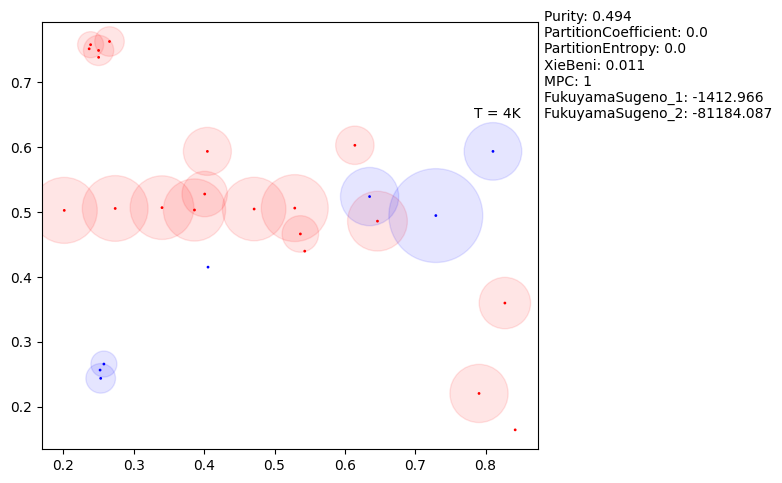 Purity: 0.494
PartitionCoefficient: 0.0
PartitionEntropy: 0.0
XieBeni: 0.011
MPC: 1
FukuyamaSugeno_1: -1412.966
FukuyamaSugeno_2: -81184.087
T = 4K
0.7
0.6
0.5
0.4
0.3
0.2
0.2 0.3 0.4 0.5 0.6 0.7 0.8